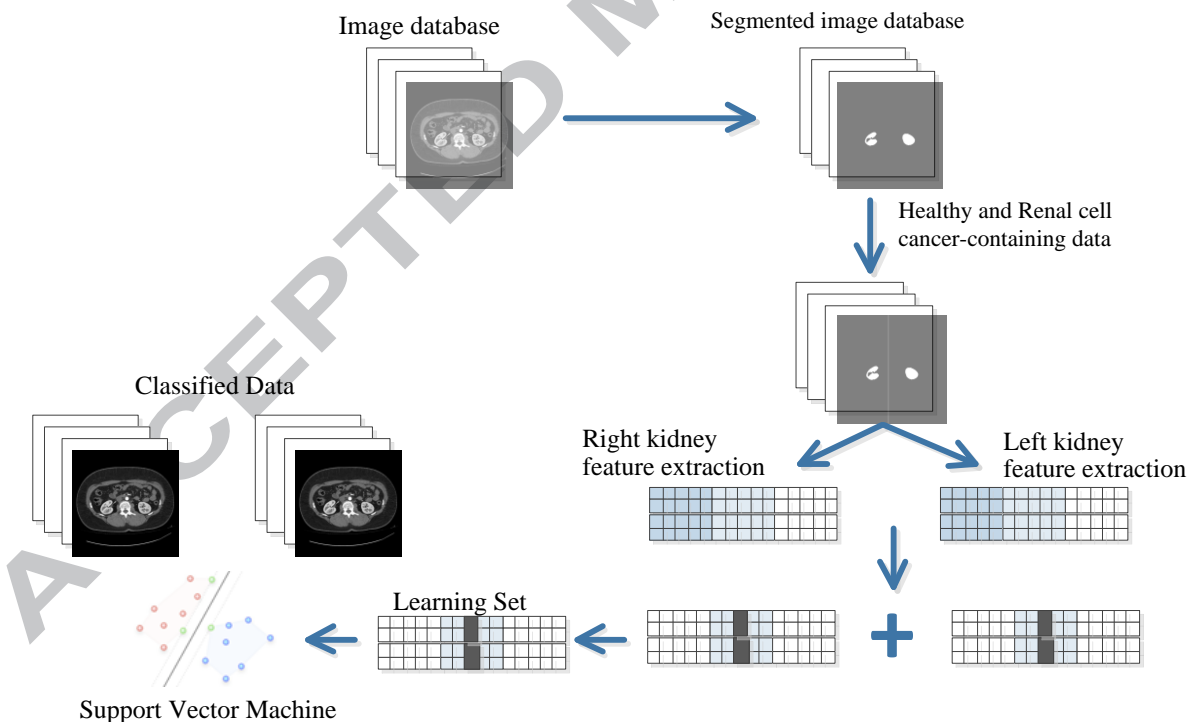 Image database
Segmented image database
Healthy and Renal cell
cancer-containing data
Classified Data
Right kidney
feature extraction
Left kidney
feature extraction
Learning Set
Support Vector Machine
ACCEPTED M